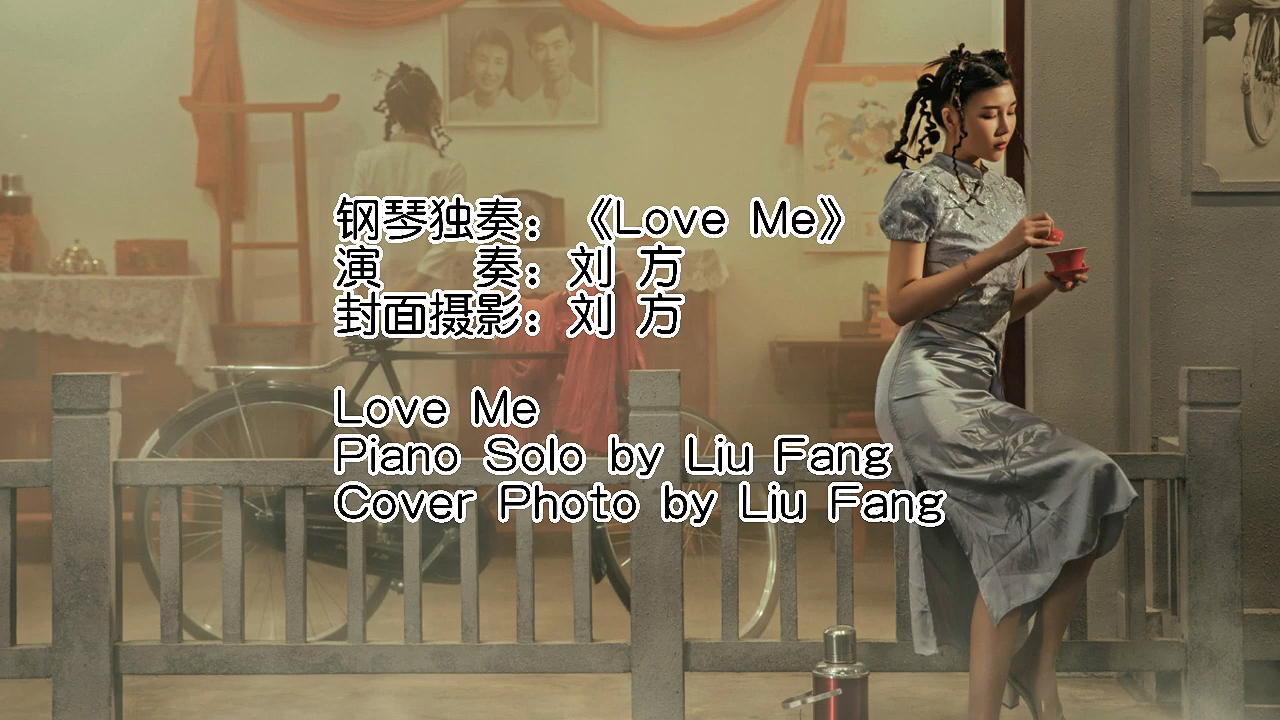 钢琴独奏：《Love Me》
演　　奏：刘 方
封面摄影：刘 方
Love Me
Piano Solo by Liu Fang
Cover Photo by Liu Fang